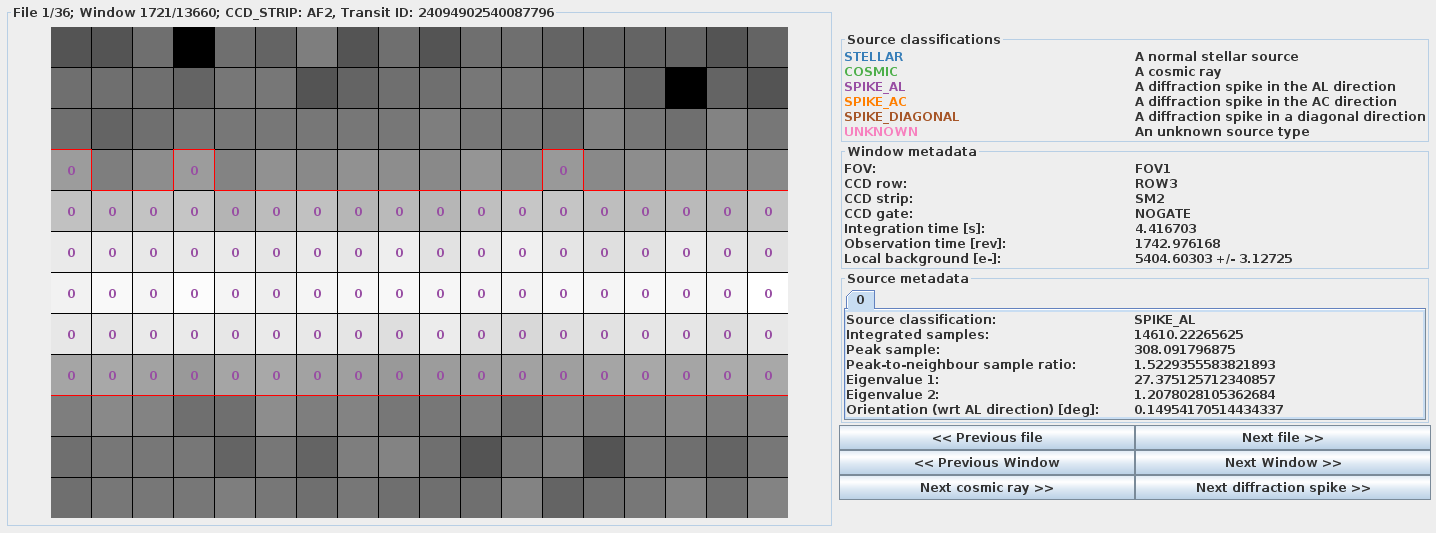 File 1/36; Window 1721/13660; CCD_STRIP: AF2, Transit ID: 24094902540087796
0 0 0
0 0 0 0 0 0 0 0 0 0 0 0 0 0 0 0 0 0
0 0 0 0 0 0 0 0 0 0 0 0 0 0 0 0 0 0
0 0 0 0 0 0 0 0 0 0 0 0 0 0 0 0 0 0
0 0 0 0 0 0 0 0 0 0 0 0 0 0 0 0 0 0
0 0 0 0 0 0 0 0 0 0 0 0 0 0 0 0 0 0
Source classifications
STELLAR A normal stellar source
COSMIC A cosmic ray
SPIKE_AL A diffraction spike in the AL direction
SPIKE_AC A diffraction spike in the AC direction
SPIKE_DIAGONAL A diffraction spike in a diagonal direction
UNKNOWN An unknown source type
Window metadata
FOV: FOV1
CCD row: ROW3
CCD strip: SM2
CCD gate: NOGATE
Integration time [s]: 4.416703
Observation time [rev]: 1742.976168
Local background [e-]: 5404.60303 +/- 3.12725
Source metadata
0
Source classification: SPIKE_AL
Integrated samples: 14610.22265625
Peak sample: 308.091796875
Peak-to-neighbour sample ratio: 1.5229355583821893
Eigenvalue 1: 27.375125712340857
Eigenvalue 2: 1.2078028105362684
Orientation (wrt AL direction) [deg]: 0.14954170514434337
<< Previous file Next file >>
<< Previous Window Next Window >>
Next cosmic ray >> Next diffraction spike >>